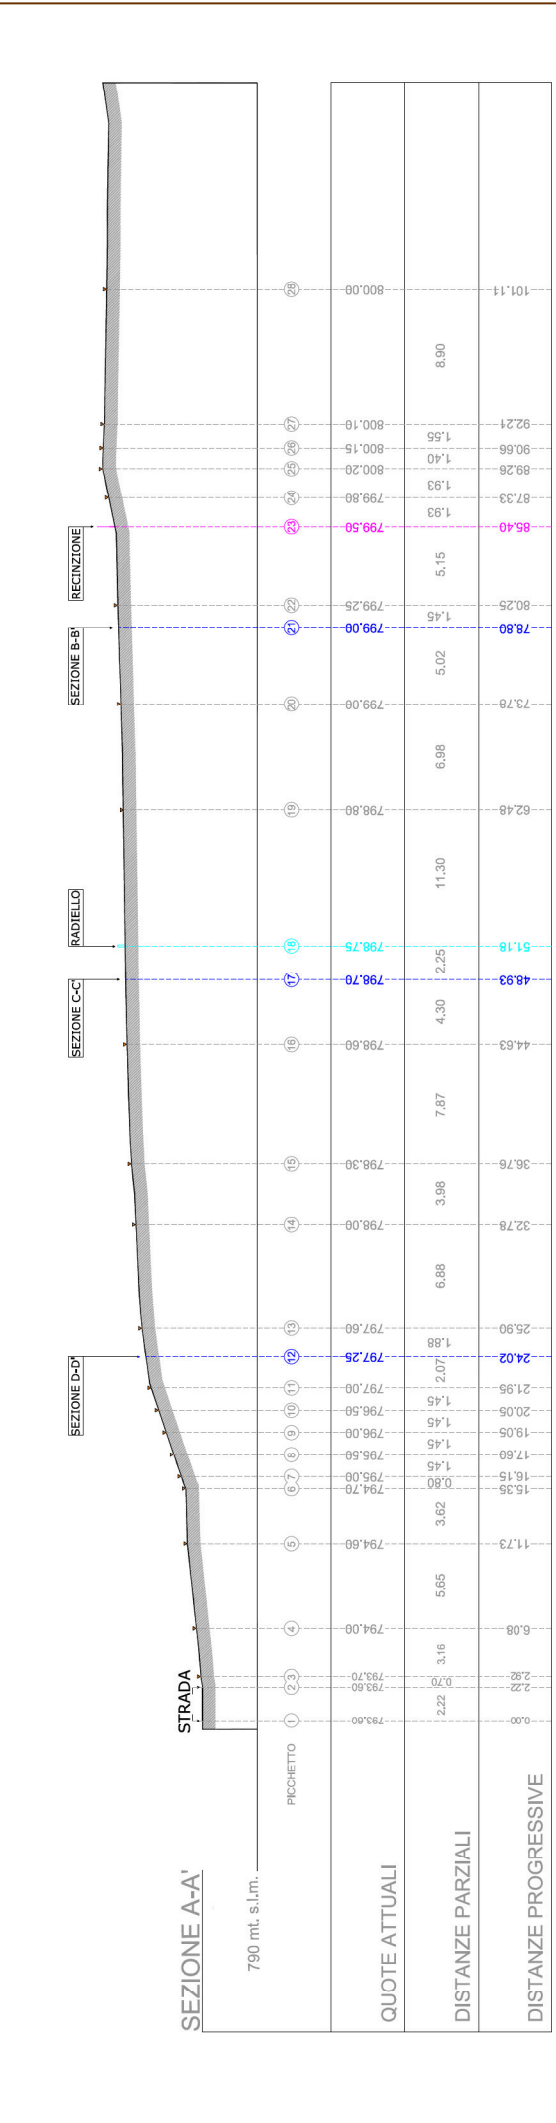 SEZIONE A-A'
790 mt. s.l.m.
STRADA
SEZIONE D-D'
SEZIONE C-C'
RADIELLO
SEZIONE B-B'
RECINZIONE
PICCHETTO
1 2 3 4 5 6 7 8 9 10 11 12 13 14 15 16 17 18 19 20 21 22 23 24 25 26 27 28
QUOTE ATTUALI
793.60 793.60 793.70 794.00 794.60 794.70 795.00 795.50 796.00 796.50 797.00 797.25 797.60 798.00 798.30 798.60 798.70 798.75 798.80 799.00 799.00 799.25 799.50 799.80 800.20 800.15 800.10 800.00
DISTANZE PARZIALI
2.22 0.70 3.16 5.65 3.62 0.80 1.45 1.45 1.45 1.45 2.07 1.88 6.88 3.98 7.87 4.30 2.25 11.30 6.98 5.02 1.45 5.15 1.93 1.93 1.40 1.55 8.90
DISTANZE PROGRESSIVE
0.00 2.22 2.92 6.08 11.73 15.35 16.15 17.60 19.05 20.05 21.95 24.02 25.90 32.78 36.76 44.63 48.93 51.18 62.48 73.78 78.80 80.25 85.40 87.33 89.26 90.66 92.21 101.11